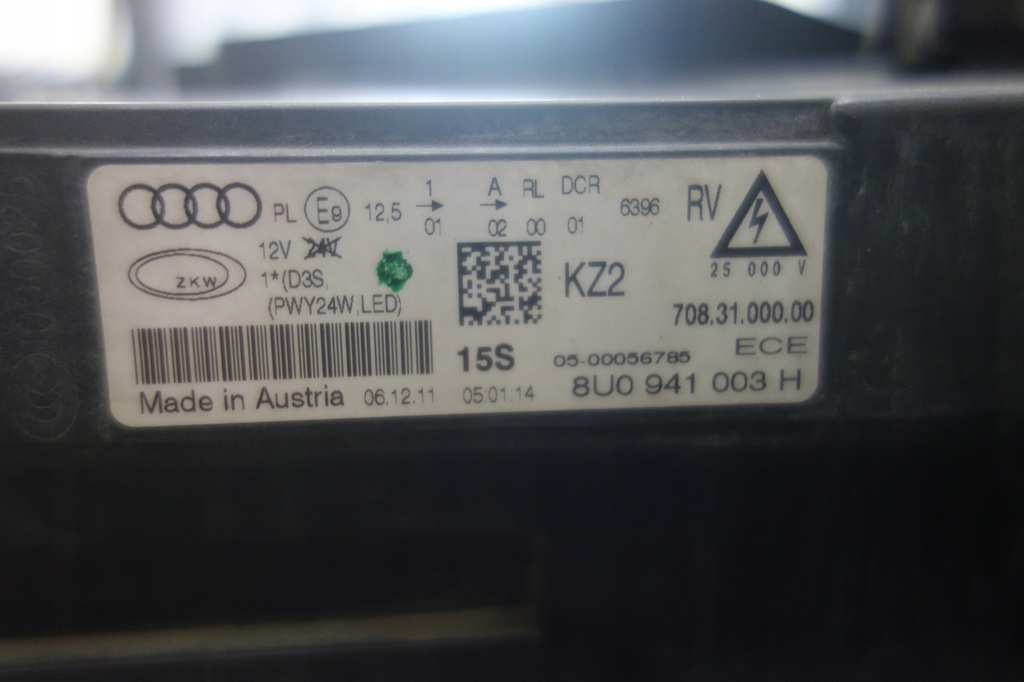 PL E9 12,5 1 A RL DCR 6396 RV
01 02 00 01
12V 24V
ZKW 1*(D3S, KZ2 25 000 V
(PWY24W,LED) 708.31.000.00
15S 05-00056785 ECE
Made in Austria 06.12.11 05:01:14 8U0 941 003 H